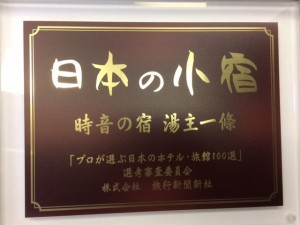 日本の小宿
時音の宿 湯主一條
「プロが選ぶ日本のホテル・旅館100選」
選考審査委員会
株式会社 旅行新聞新社